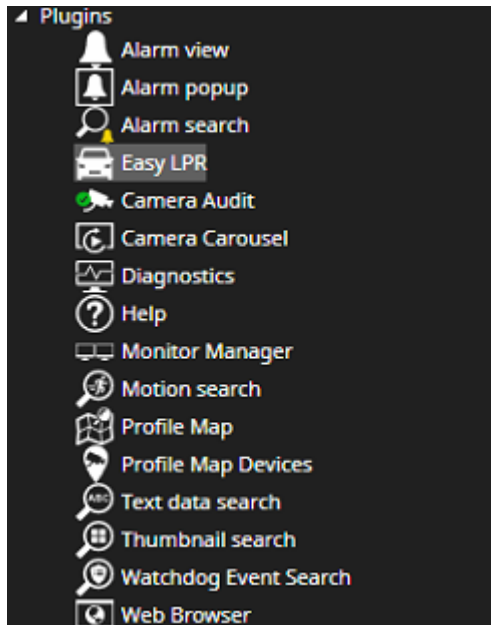 Plugins
Alarm view
Alarm popup
Alarm search
Easy LPR
Camera Audit
Camera Carousel
Diagnostics
Help
Monitor Manager
Motion search
Profile Map
Profile Map Devices
ABC Text data search
Thumbnail search
Watchdog Event Search
Web Browser